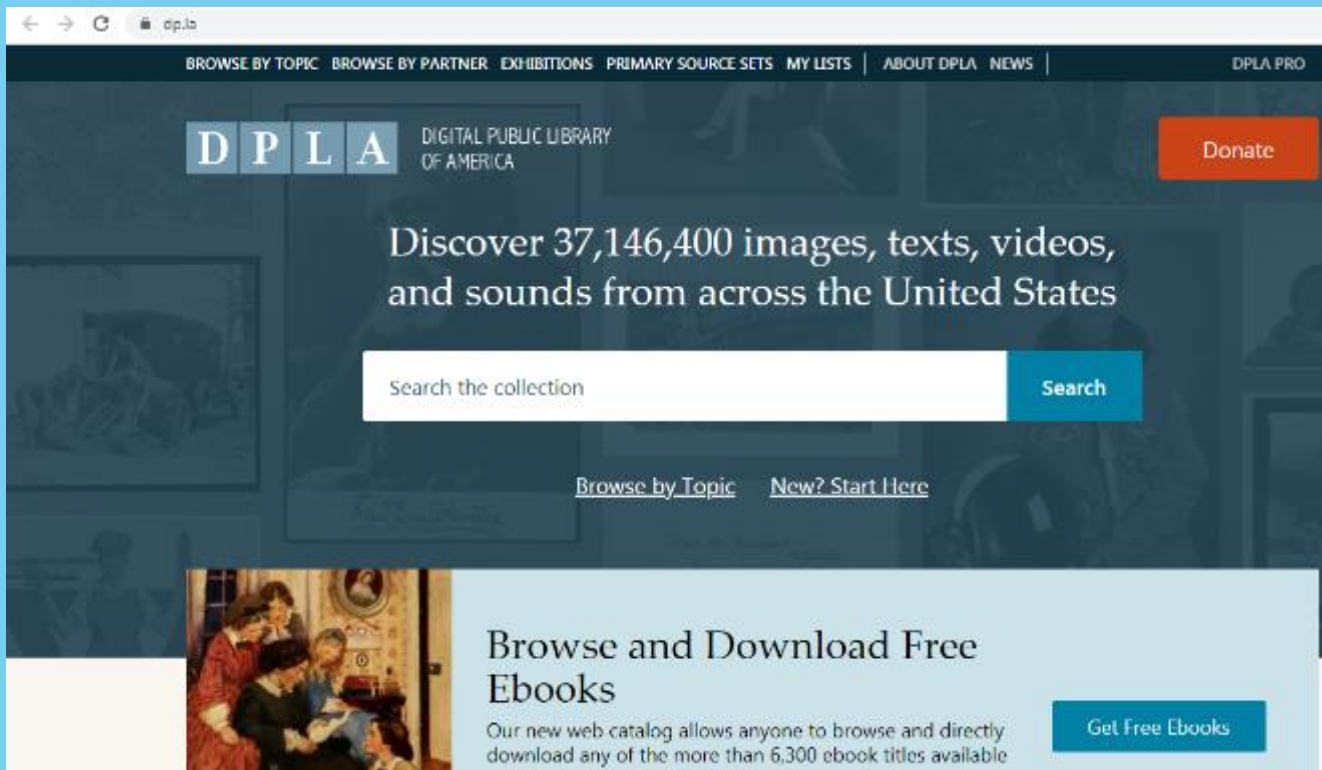 dp.la
BROWSE BY TOPIC BROWSE BY PARTNER EXHIBITIONS PRIMARY SOURCE SETS MY LISTS | ABOUT DPLA NEWS | DPLA PRO
D P L A
DIGITAL PUBLIC LIBRARY
OF AMERICA
Donate
Discover 37,146,400 images, texts, videos,
and sounds from across the United States
Search the collection
Search
Browse by Topic New? Start Here
Browse and Download Free
Ebooks
Our new web catalog allows anyone to browse and directly
download any of the more than 6,300 ebook titles available
Get Free Ebooks